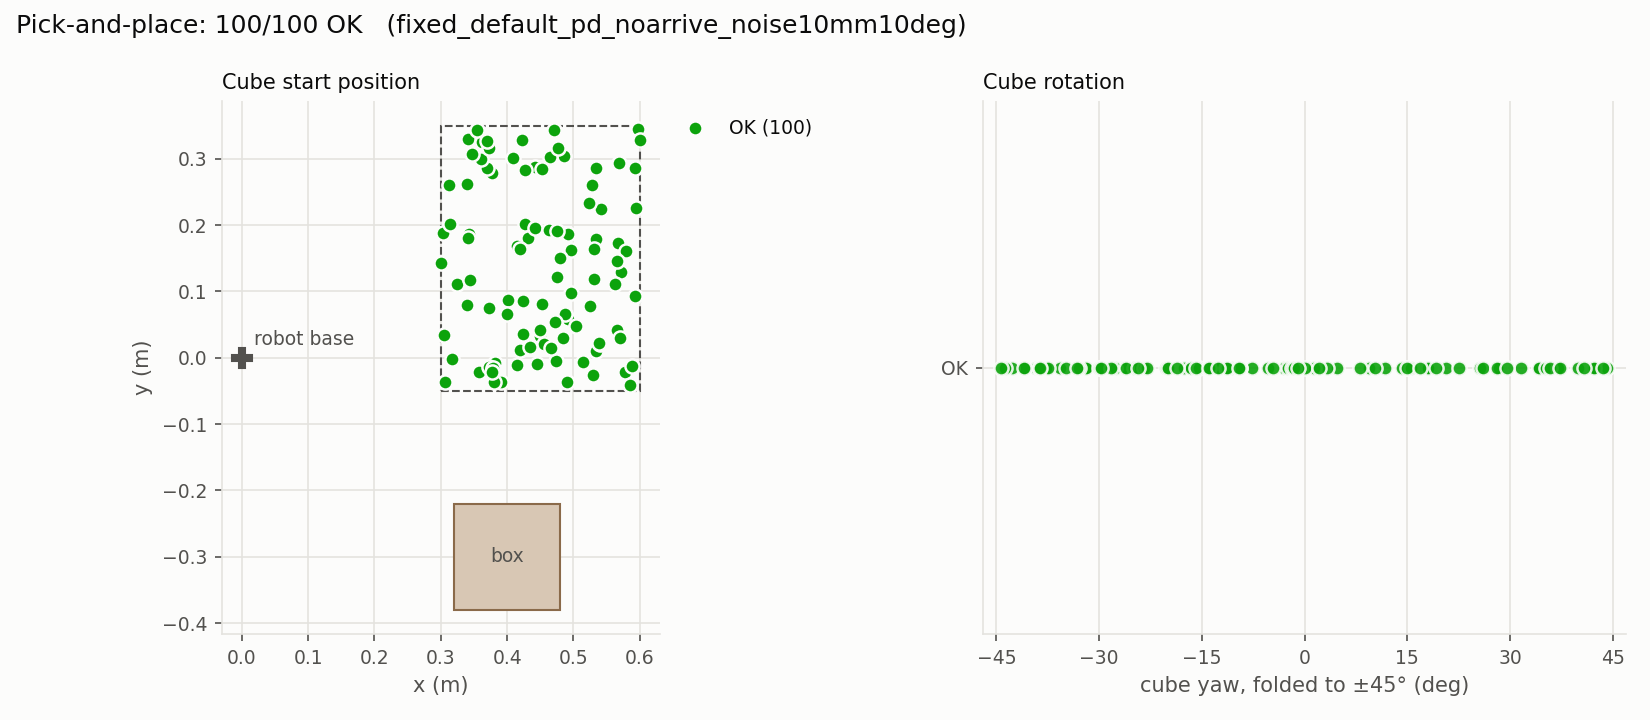 Pick-and-place: 100/100 OK   (fixed_default_pd_noarrive_noise10mm10deg)
Cube start position
OK (100)
robot base
box
0.3
0.2
0.1
0.0
−0.1
−0.2
−0.3
−0.4
y (m)
0.0 0.1 0.2 0.3 0.4 0.5 0.6
x (m)
Cube rotation
OK
−45 −30 −15 0 15 30 45
cube yaw, folded to ±45° (deg)